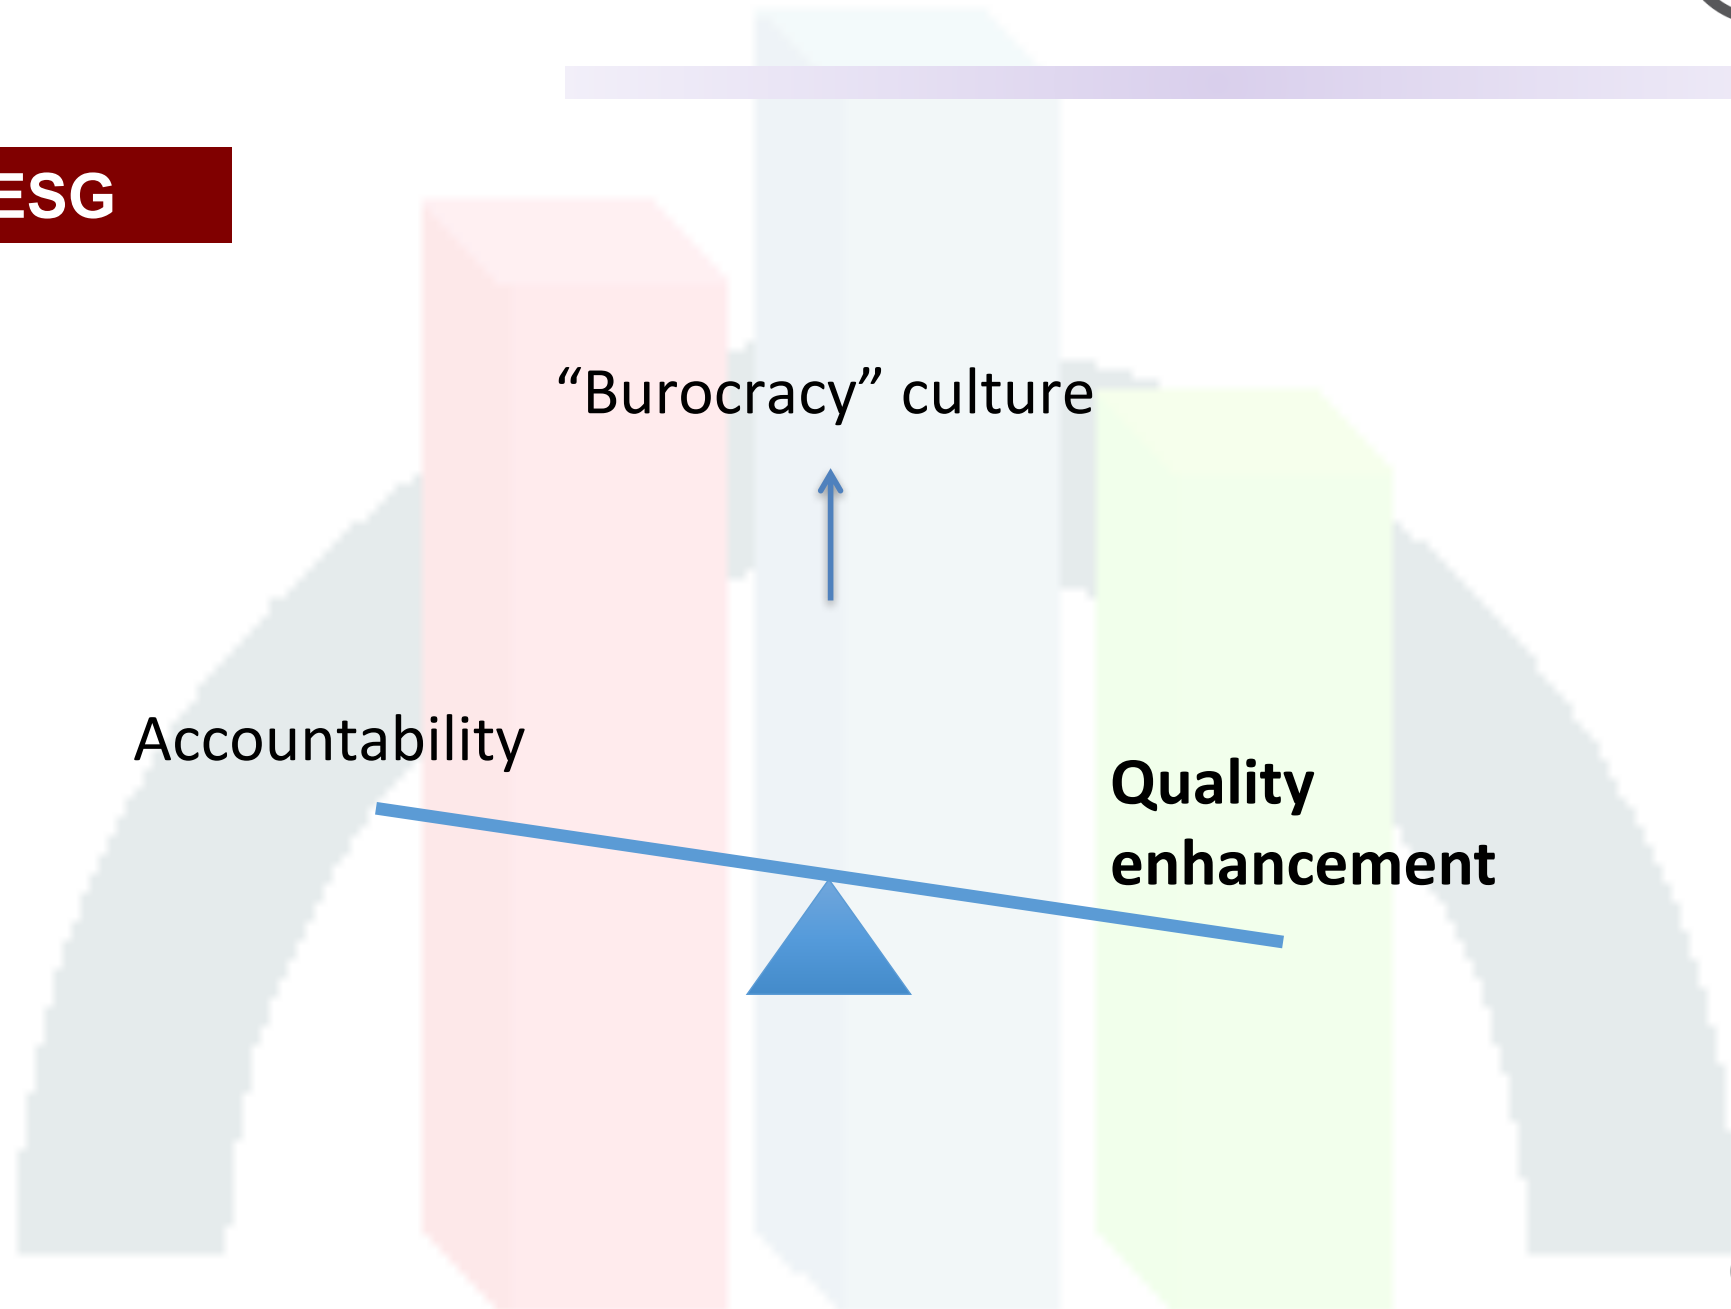 ESG
“Burocracy” culture
Accountability
Quality
enhancement